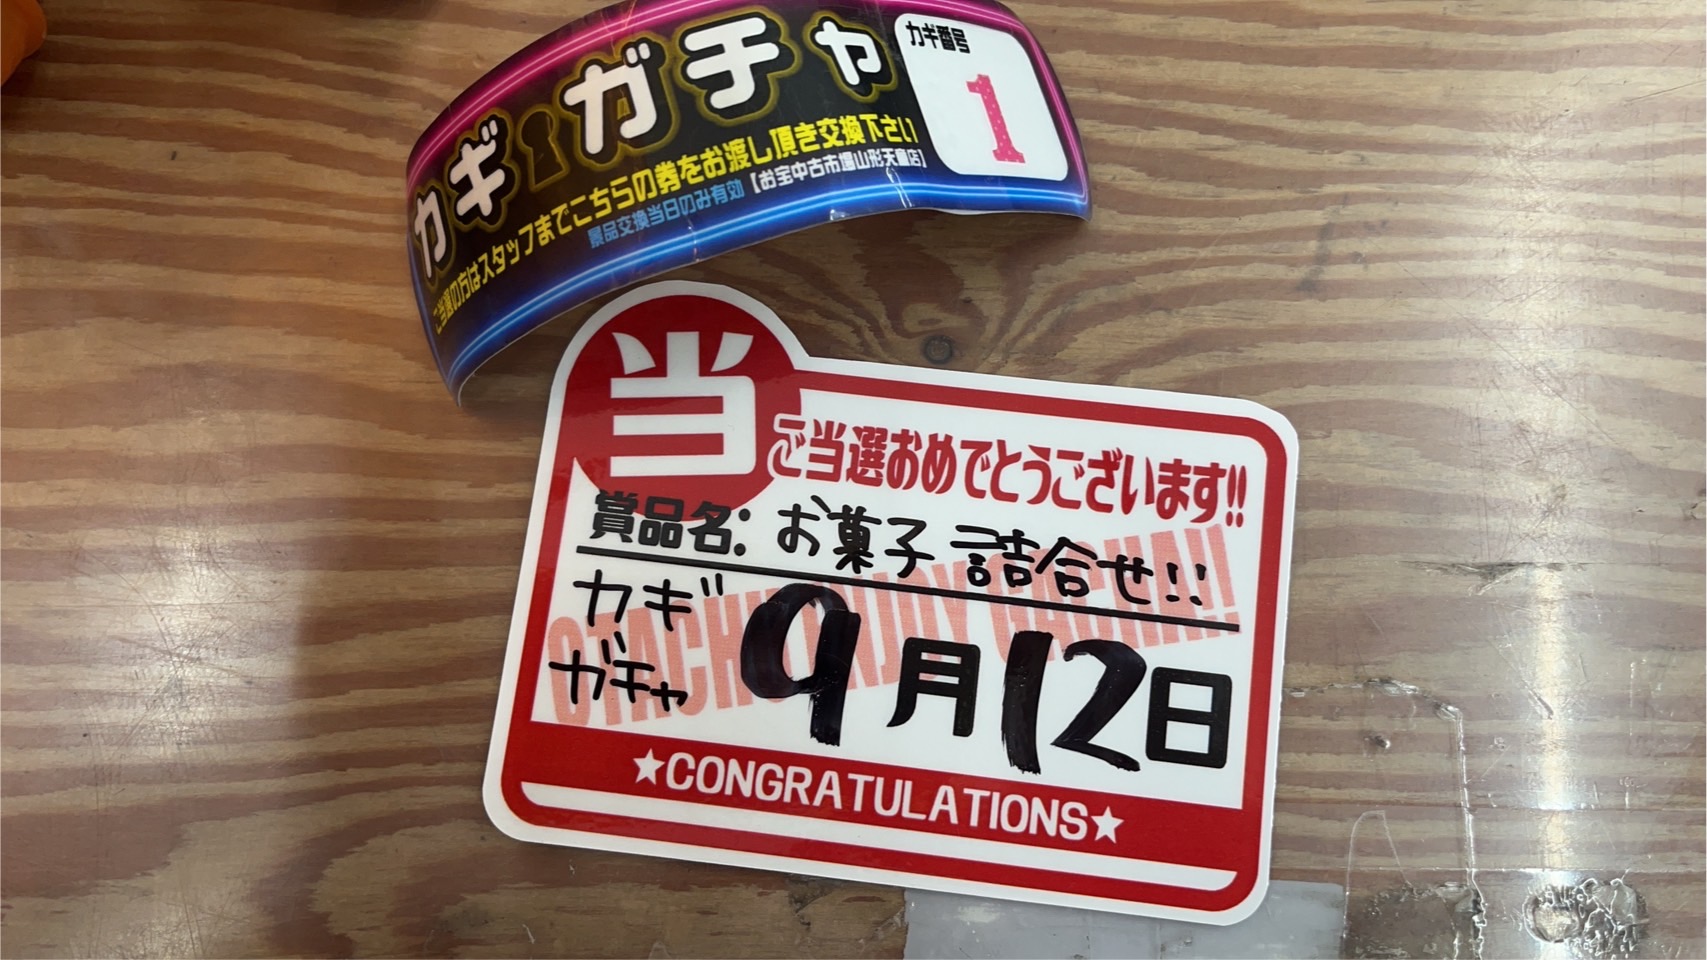 カギガチャ
カギ番号
1
ご当選の方はスタッフまでこちらの券をお渡し頂き交換下さい
景品交換当日のみ有効【お宝中古市場山形天童店】
当
ご当選おめでとうございます!!
賞品名: お菓子 詰合せ!!
カギ
ガチャ
9月12日
ENJOY GACHA!!
★CONGRATULATIONS★